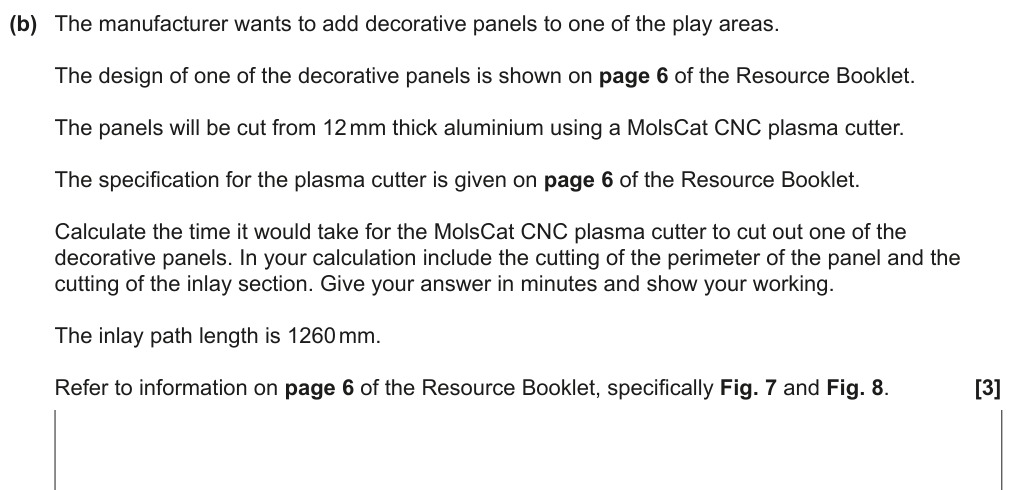 (b) The manufacturer wants to add decorative panels to one of the play areas.
The design of one of the decorative panels is shown on page 6 of the Resource Booklet.
The panels will be cut from 12 mm thick aluminium using a MolsCat CNC plasma cutter.
The specification for the plasma cutter is given on page 6 of the Resource Booklet.
Calculate the time it would take for the MolsCat CNC plasma cutter to cut out one of the
decorative panels. In your calculation include the cutting of the perimeter of the panel and the
cutting of the inlay section. Give your answer in minutes and show your working.
The inlay path length is 1260 mm.
Refer to information on page 6 of the Resource Booklet, specifically Fig. 7 and Fig. 8. [3]